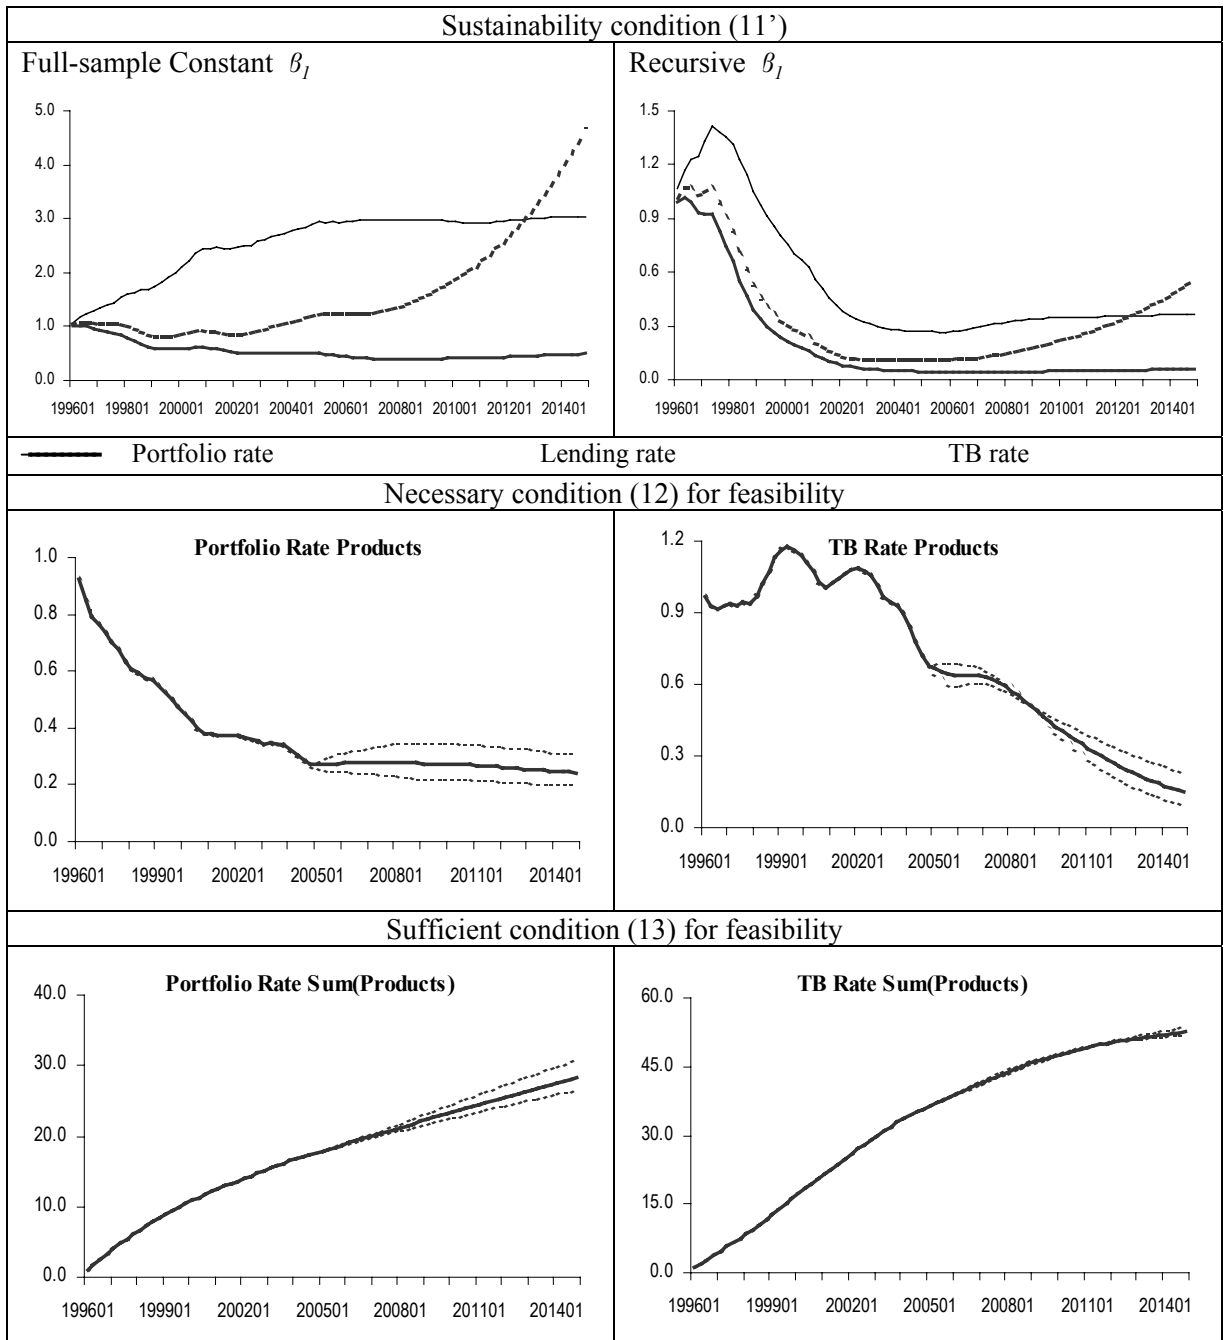 Sustainability condition (11’)
Full-sample Constant β1
5.0
4.0
3.0
2.0
1.0
0.0
199601 199801 200001 200201 200401 200601 200801 201001 201201 201401
Recursive β1
1.5
1.2
0.9
0.6
0.3
0.0
199601 199801 200001 200201 200401 200601 200801 201001 201201 201401
Portfolio rate Lending rate TB rate
Necessary condition (12) for feasibility
Portfolio Rate Products
1.0
0.8
0.6
0.4
0.2
0.0
199601 199901 200201 200501 200801 201101 201401
TB Rate Products
1.2
0.9
0.6
0.3
0.0
199601 199901 200201 200501 200801 201101 201401
Sufficient condition (13) for feasibility
Portfolio Rate Sum(Products)
40.0
30.0
20.0
10.0
0.0
199601 199901 200201 200501 200801 201101 201401
TB Rate Sum(Products)
60.0
45.0
30.0
15.0
0.0
199601 199901 200201 200501 200801 201101 201401